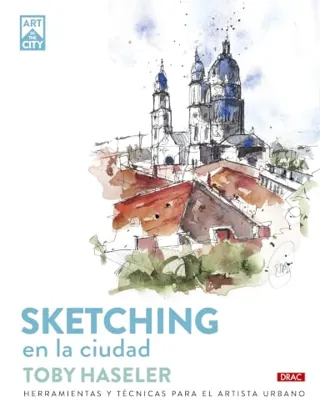 ART
IN THE
CITY
SKETCHING
en la ciudad
TOBY HASELER
DRAC
HERRAMIENTAS Y TÉCNICAS PARA EL ARTISTA URBANO